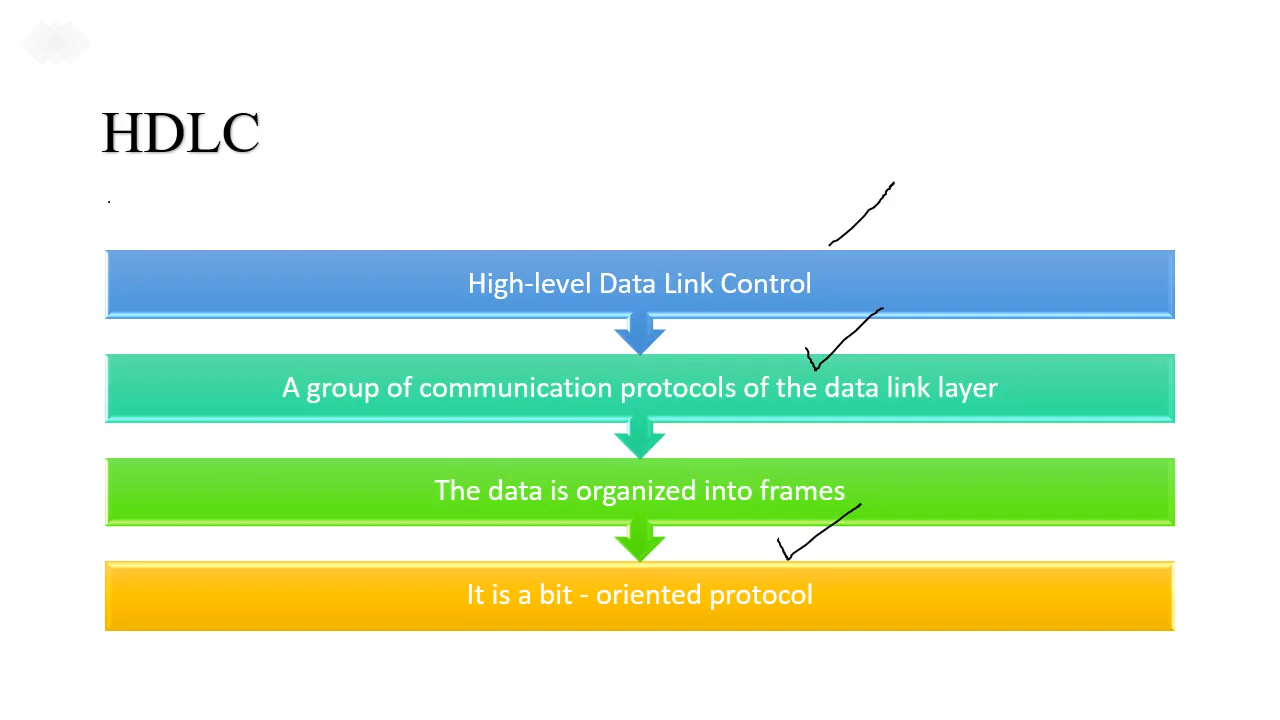 HDLC
.
High-level Data Link Control
A group of communication protocols of the data link layer
The data is organized into frames
It is a bit - oriented protocol